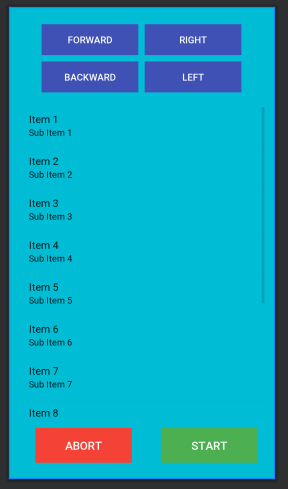 FORWARD RIGHT
BACKWARD LEFT
Item 1
Sub Item 1
Item 2
Sub Item 2
Item 3
Sub Item 3
Item 4
Sub Item 4
Item 5
Sub Item 5
Item 6
Sub Item 6
Item 7
Sub Item 7
Item 8
ABORT START